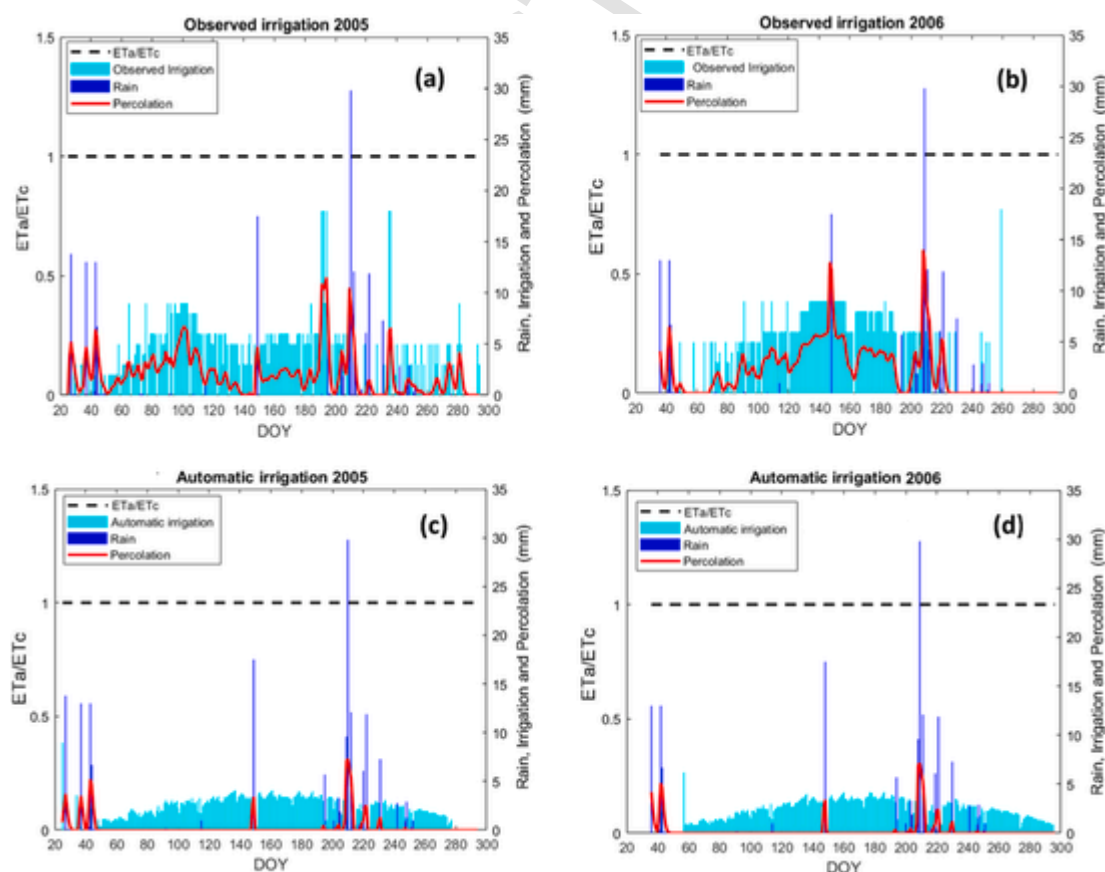 Observed irrigation 2005
1.5
35
ETa/ETc
Observed Irrigation
Rain
Percolation
(a)
30
25
1
20
15
0.5
10
5
0
0
20 40 60 80 100 120 140 160 180 200 220 240 260 280 300
DOY
ETa/ETc
Rain, Irrigation and Percolation (mm)
Observed irrigation 2006
1.5
35
ETa/ETc
Observed Irrigation
Rain
Percolation
(b)
30
25
1
20
15
0.5
10
5
0
0
20 40 60 80 100 120 140 160 180 200 220 240 260 280 300
DOY
ETa/ETc
Rain, Irrigation and Percolation (mm)
Automatic irrigation 2005
1.5
35
ETa/ETc
Automatic irrigation
Rain
Percolation
(c)
30
25
1
20
15
0.5
10
5
0
0
20 40 60 80 100 120 140 160 180 200 220 240 260 280 300
DOY
ETa/ETc
Rain, Irrigation and Percolation (mm)
Automatic irrigation 2006
1.5
35
ETa/ETc
Automatic irrigation
Rain
Percolation
(d)
30
25
1
20
15
0.5
10
5
0
0
20 40 60 80 100 120 140 160 180 200 220 240 260 280 300
DOY
ETa/ETc
Rain, Irrigation and Percolation (mm)